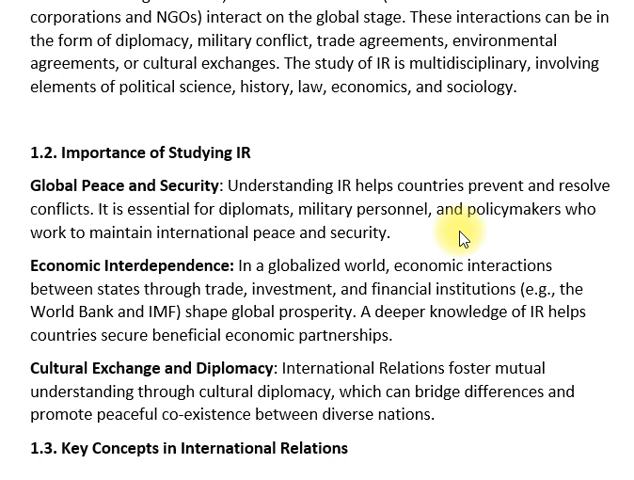 corporations and NGOs) interact on the global stage. These interactions can be in
the form of diplomacy, military conflict, trade agreements, environmental
agreements, or cultural exchanges. The study of IR is multidisciplinary, involving
elements of political science, history, law, economics, and sociology.
1.2. Importance of Studying IR
Global Peace and Security: Understanding IR helps countries prevent and resolve
conflicts. It is essential for diplomats, military personnel, and policymakers who
work to maintain international peace and security.
Economic Interdependence: In a globalized world, economic interactions
between states through trade, investment, and financial institutions (e.g., the
World Bank and IMF) shape global prosperity. A deeper knowledge of IR helps
countries secure beneficial economic partnerships.
Cultural Exchange and Diplomacy: International Relations foster mutual
understanding through cultural diplomacy, which can bridge differences and
promote peaceful co-existence between diverse nations.
1.3. Key Concepts in International Relations